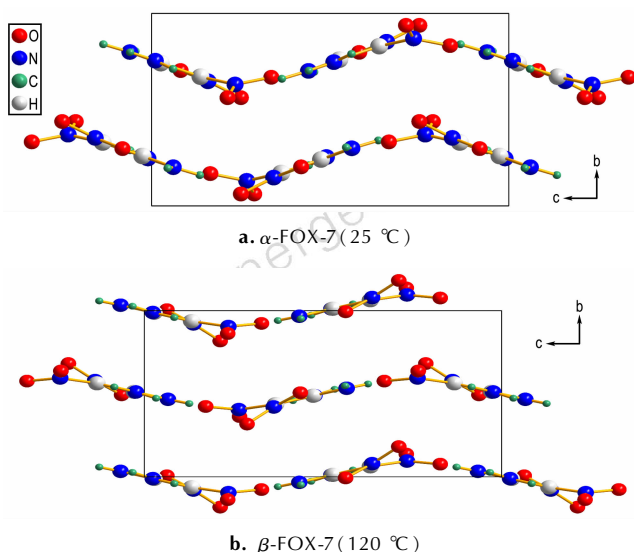 O
N
C
H
b
c
a. α-FOX-7 (25 ℃)
b
c
b. β-FOX-7 (120 ℃)